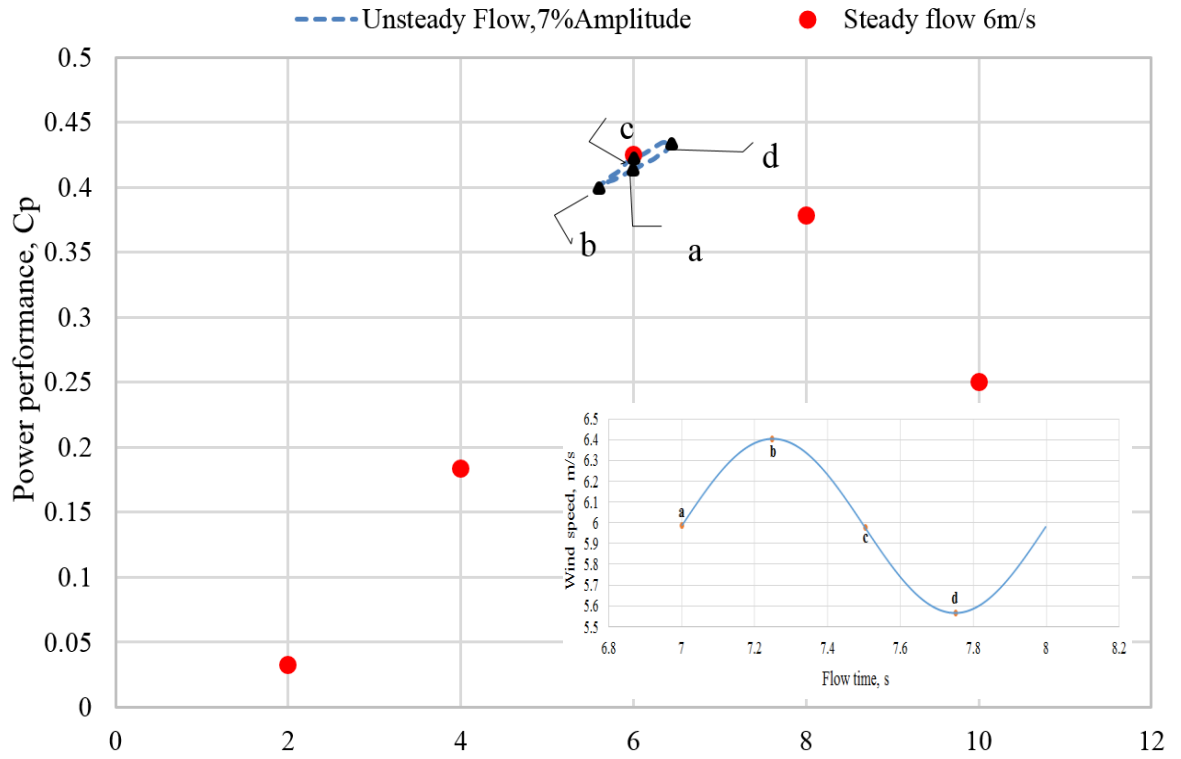 Unsteady Flow,7%Amplitude
Steady flow 6m/s
Power performance, Cp
0.5
0.45
0.4
0.35
0.3
0.25
0.2
0.15
0.1
0.05
0
0 2 4 6 8 10 12
c
d
b
a
Wind speed, m/s
6.5
6.4
6.3
6.2
6.1
6
5.9
5.8
5.7
5.6
5.5
a
b
c
d
6.8 7 7.2 7.4 7.6 7.8 8 8.2
Flow time, s